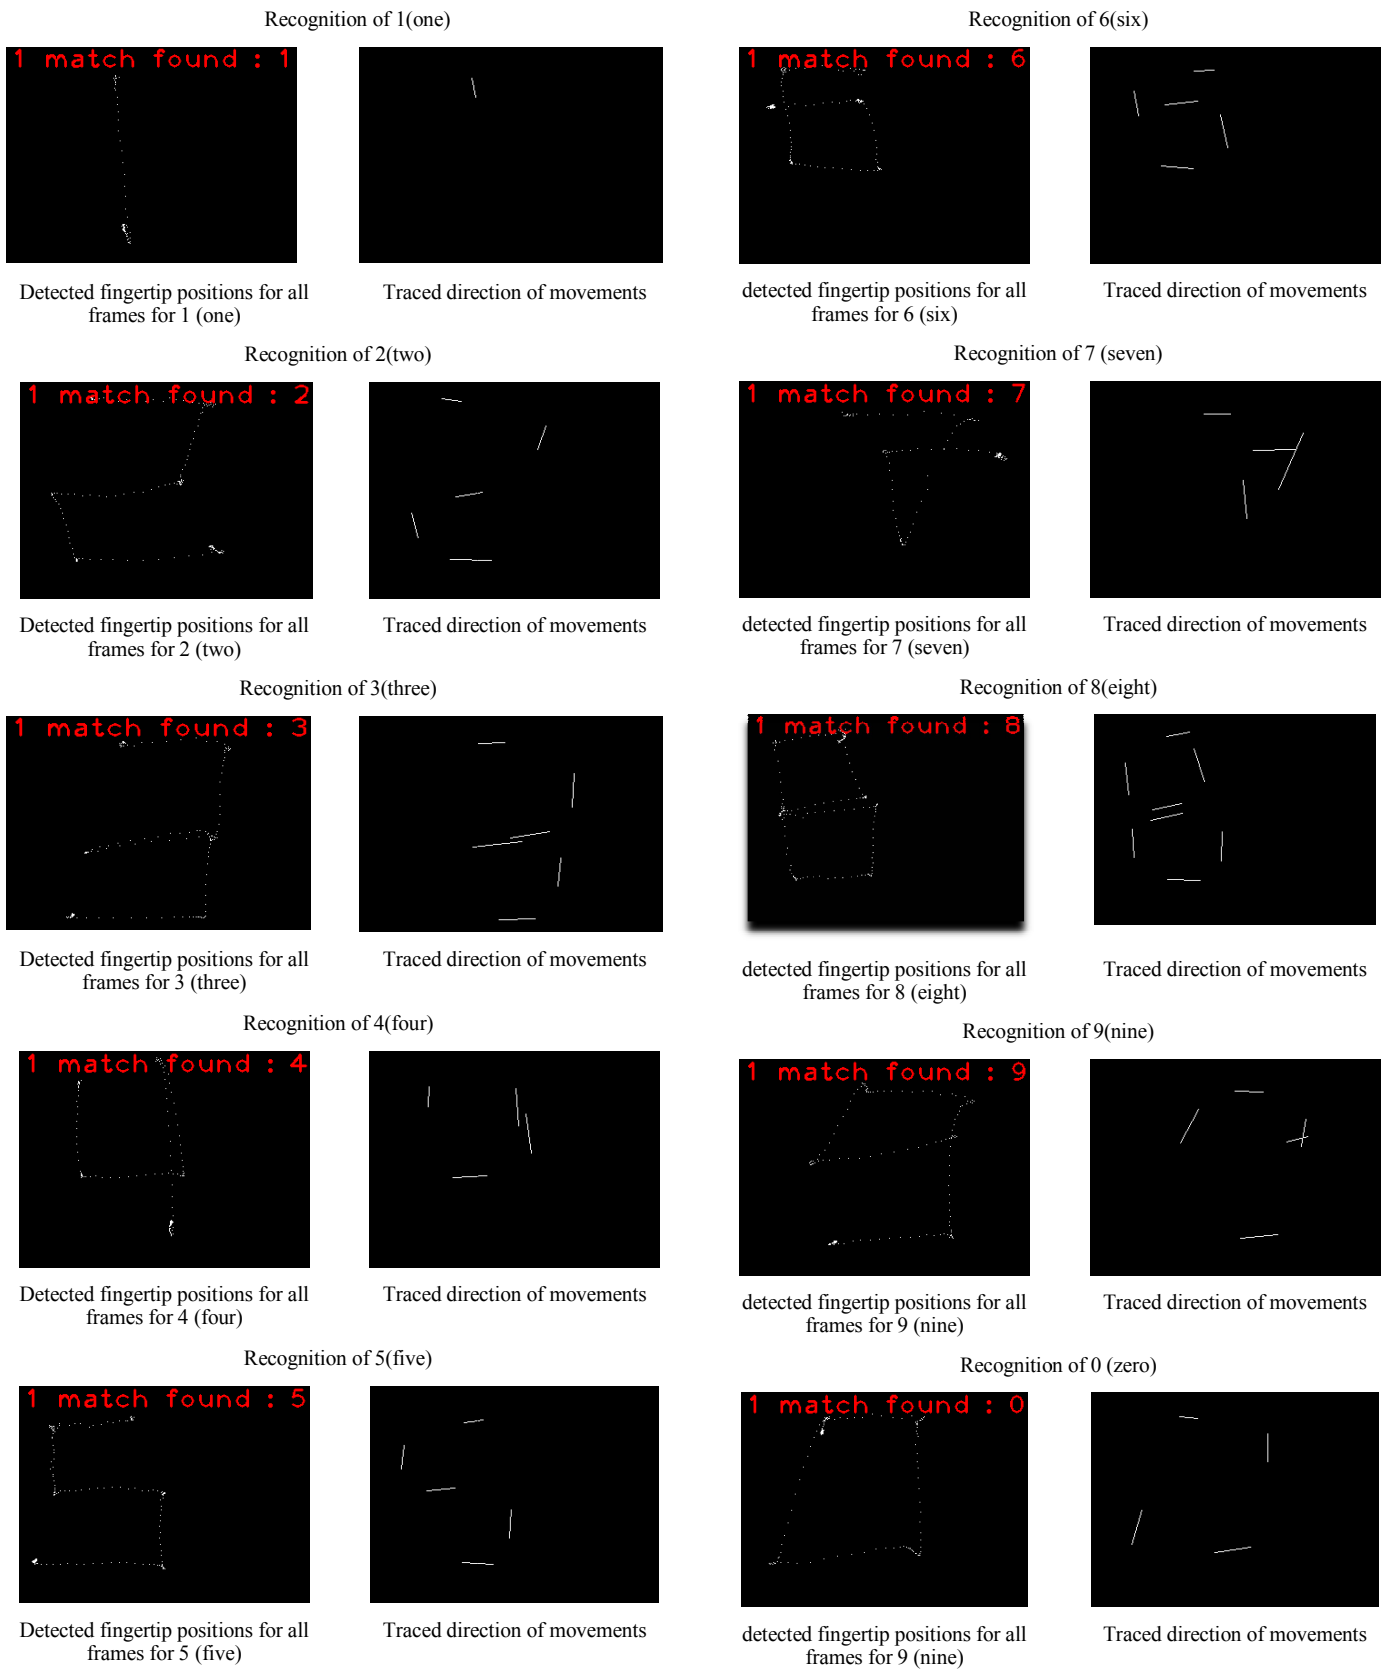 Recognition of 1(one)
1 match found : 1
Detected fingertip positions for all
frames for 1 (one)
Traced direction of movements
Recognition of 2(two)
1 match found : 2
Detected fingertip positions for all
frames for 2 (two)
Traced direction of movements
Recognition of 3(three)
1 match found : 3
Detected fingertip positions for all
frames for 3 (three)
Traced direction of movements
Recognition of 4(four)
1 match found : 4
Detected fingertip positions for all
frames for 4 (four)
Traced direction of movements
Recognition of 5(five)
1 match found : 5
Detected fingertip positions for all
frames for 5 (five)
Traced direction of movements
Recognition of 6(six)
1 match found : 6
detected fingertip positions for all
frames for 6 (six)
Traced direction of movements
Recognition of 7 (seven)
1 match found : 7
detected fingertip positions for all
frames for 7 (seven)
Traced direction of movements
Recognition of 8(eight)
1 match found : 8
detected fingertip positions for all
frames for 8 (eight)
Traced direction of movements
Recognition of 9(nine)
1 match found : 9
detected fingertip positions for all
frames for 9 (nine)
Traced direction of movements
Recognition of 0 (zero)
1 match found : 0
detected fingertip positions for all
frames for 9 (nine)
Traced direction of movements